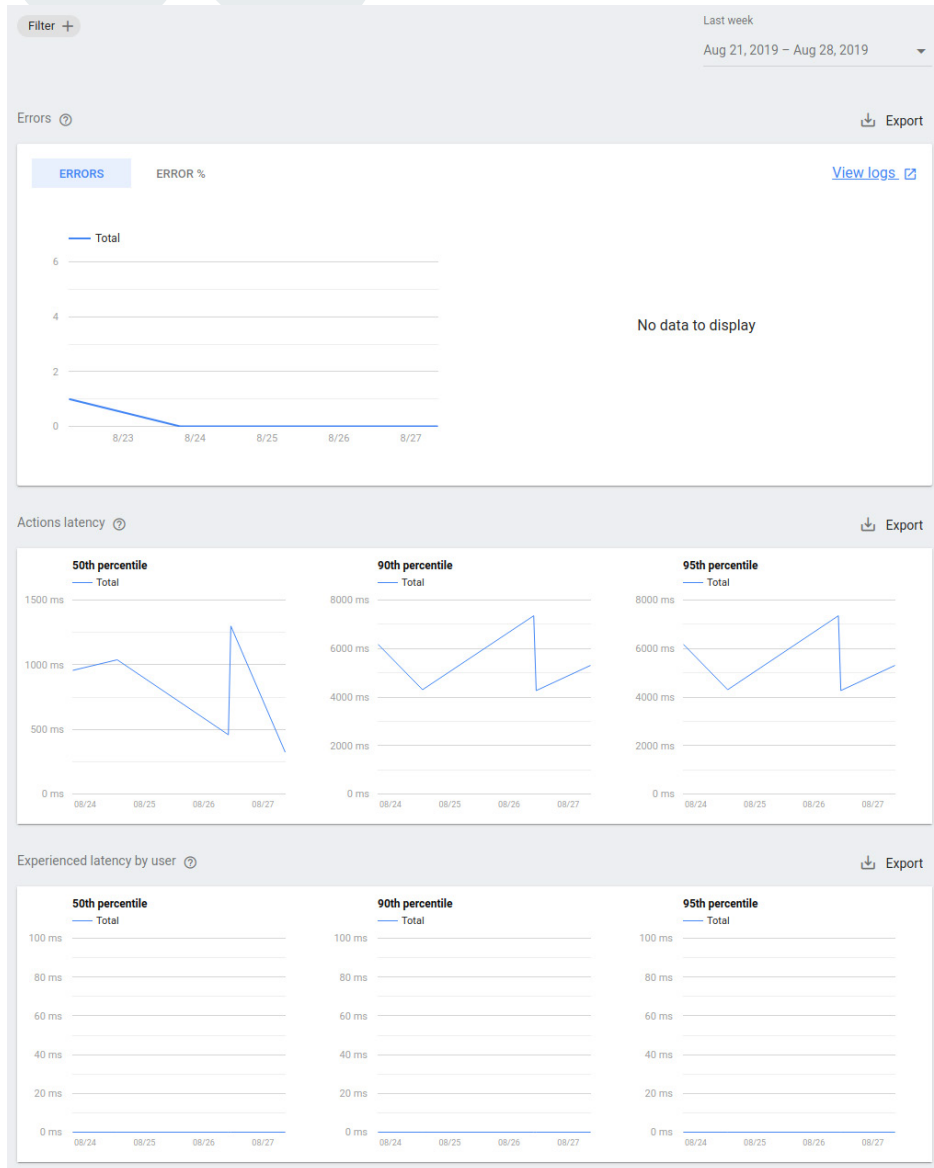 Filter +
Last week
Aug 21, 2019 – Aug 28, 2019
Errors
Export
ERRORS ERROR %
View logs
Total
6
4
2
0
8/23 8/24 8/25 8/26 8/27
No data to display
Actions latency
Export
50th percentile
Total
1500 ms
1000 ms
500 ms
0 ms
08/24 08/25 08/26 08/27
90th percentile
Total
8000 ms
6000 ms
4000 ms
2000 ms
0 ms
08/24 08/25 08/26 08/27
95th percentile
Total
8000 ms
6000 ms
4000 ms
2000 ms
0 ms
08/24 08/25 08/26 08/27
Experienced latency by user
Export
50th percentile
Total
100 ms
80 ms
60 ms
40 ms
20 ms
0 ms
08/24 08/25 08/26 08/27
90th percentile
Total
100 ms
80 ms
60 ms
40 ms
20 ms
0 ms
08/24 08/25 08/26 08/27
95th percentile
Total
100 ms
80 ms
60 ms
40 ms
20 ms
0 ms
08/24 08/25 08/26 08/27